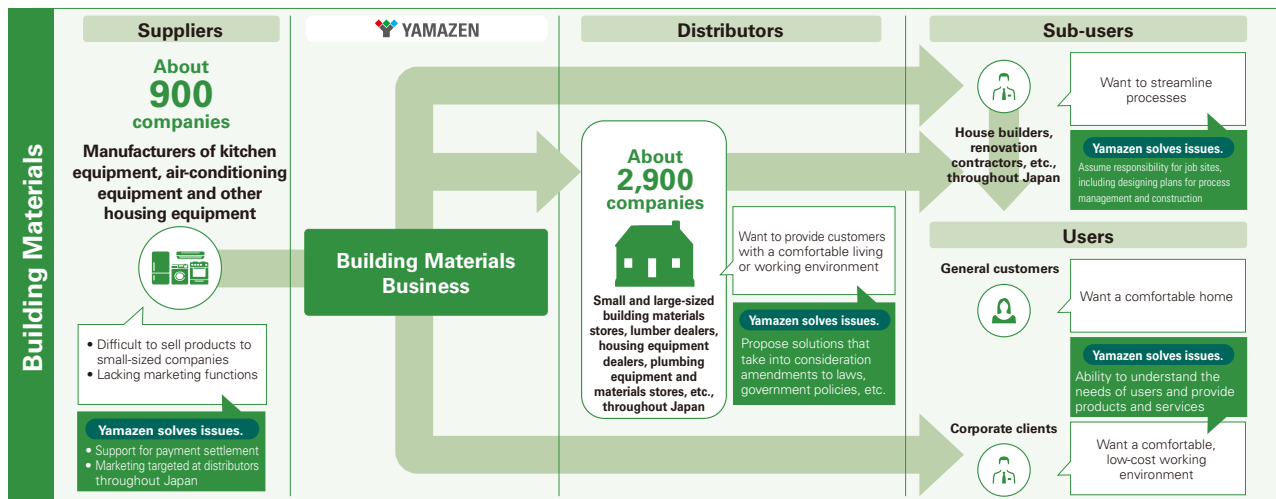 Building Materials
Suppliers
About
900
companies
Manufacturers of kitchen
equipment, air-conditioning
equipment and other
housing equipment
• Difficult to sell products to
small-sized companies
• Lacking marketing functions
Yamazen solves issues.
• Support for payment settlement
• Marketing targeted at distributors
throughout Japan
YAMAZEN
Building Materials
Business
Distributors
About
2,900
companies
Small and large-sized
building materials
stores, lumber dealers,
housing equipment
dealers, plumbing
equipment and
materials stores, etc.,
throughout Japan
Want to provide customers
with a comfortable living
or working environment
Yamazen solves issues.
Propose solutions that
take into consideration
amendments to laws,
government policies, etc.
Sub-users
House builders,
renovation
contractors, etc.,
throughout Japan
Want to streamline
processes
Yamazen solves issues.
Assume responsibility for job sites,
including designing plans for process
management and construction
Users
General customers
Want a comfortable home
Yamazen solves issues.
Ability to understand the
needs of users and provide
products and services
Corporate clients
Want a comfortable,
low-cost working
environment